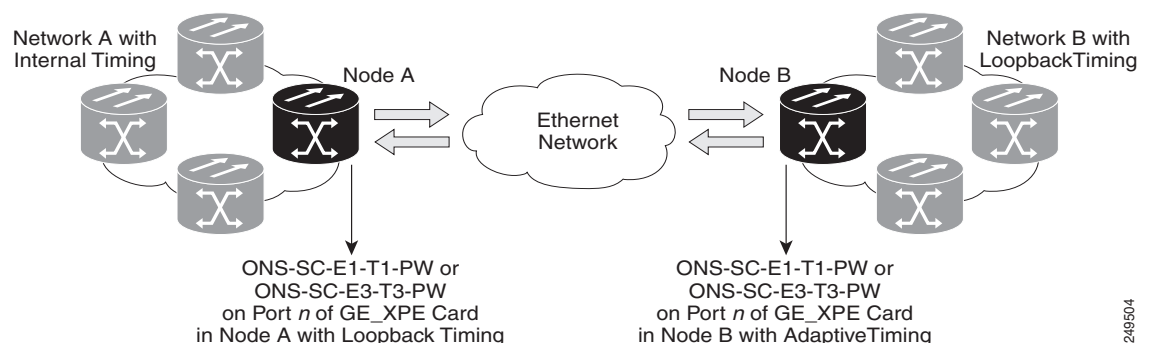 Network A with
Internal Timing
Node A
Ethernet
Network
Node B
Network B with
LoopbackTiming
ONS-SC-E1-T1-PW or
ONS-SC-E3-T3-PW
on Port n of GE_XPE Card
in Node A with Loopback Timing
ONS-SC-E1-T1-PW or
ONS-SC-E3-T3-PW
on Port n of GE_XPE Card
in Node B with AdaptiveTiming
249504